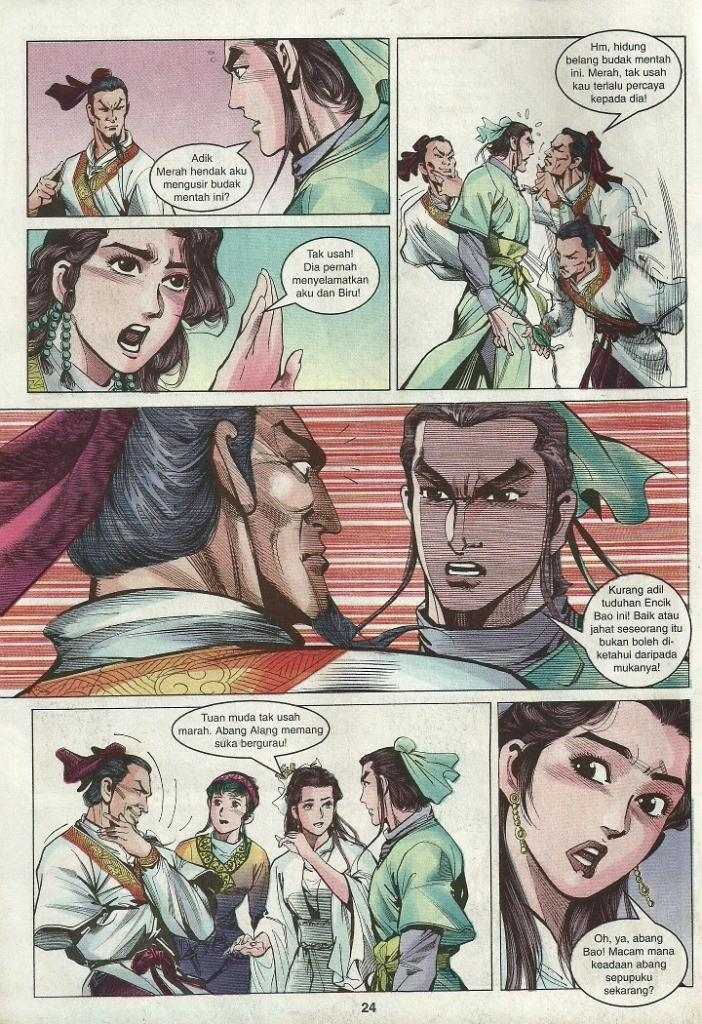 Adik
Merah hendak aku
mengusir budak
mentah ini?
Hm, hidung
belang budak mentah
ini. Merah, tak usah
kau terlalu percaya
kepada dia!
Tak usah!
Dia pernah
menyelamatkan
aku dan Biru!
Kurang adil
tuduhan Encik
Bao ini! Baik atau
jahat seseorang itu
bukan boleh di-
ketahui daripada
mukanya!
Tuan muda tak usah
marah. Abang Alang memang
suka bergurau!
Oh, ya, abang
Bao! Macam mana
keadaan abang
sepupuku
sekarang?
24